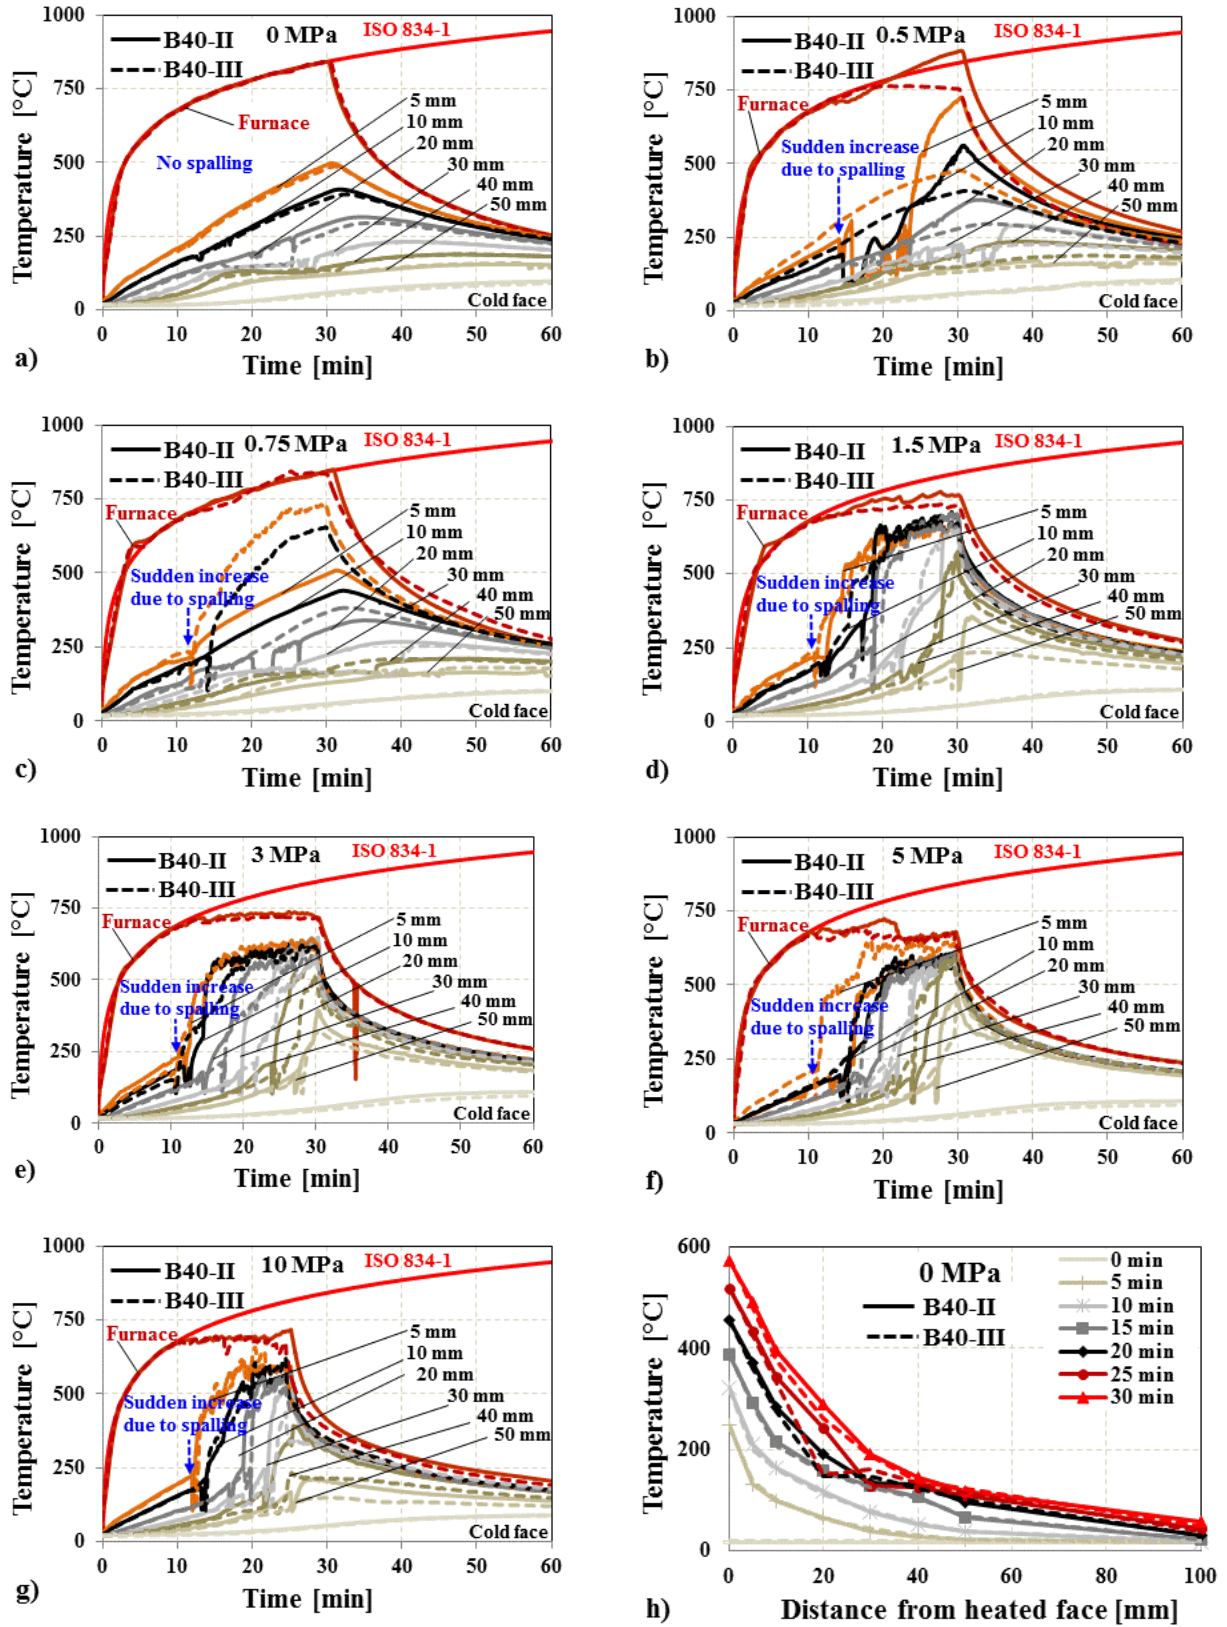 1000
750
500
250
0
Temperature [°C]
B40-II
B40-III
0 MPa
ISO 834-1
Furnace
No spalling
5 mm
10 mm
20 mm
30 mm
40 mm
50 mm
Cold face
0 10 20 30 40 50 60
a) Time [min]
1000
750
500
250
0
Temperature [°C]
B40-II
B40-III
0.5 MPa
ISO 834-1
Furnace
Sudden increase
due to spalling
5 mm
10 mm
20 mm
30 mm
40 mm
50 mm
Cold face
0 10 20 30 40 50 60
b) Time [min]
1000
750
500
250
0
Temperature [°C]
B40-II
B40-III
0.75 MPa
ISO 834-1
Furnace
Sudden increase
due to spalling
5 mm
10 mm
20 mm
30 mm
40 mm
50 mm
Cold face
0 10 20 30 40 50 60
c) Time [min]
1000
750
500
250
0
Temperature [°C]
B40-II
B40-III
1.5 MPa
ISO 834-1
Furnace
Sudden increase
due to spalling
5 mm
10 mm
20 mm
30 mm
40 mm
50 mm
Cold face
0 10 20 30 40 50 60
d) Time [min]
1000
750
500
250
0
Temperature [°C]
B40-II
B40-III
3 MPa
ISO 834-1
Furnace
Sudden increase
due to spalling
5 mm
10 mm
20 mm
30 mm
40 mm
50 mm
Cold face
0 10 20 30 40 50 60
e) Time [min]
1000
750
500
250
0
Temperature [°C]
B40-II
B40-III
5 MPa
ISO 834-1
Furnace
Sudden increase
due to spalling
5 mm
10 mm
20 mm
30 mm
40 mm
50 mm
Cold face
0 10 20 30 40 50 60
f) Time [min]
1000
750
500
250
0
Temperature [°C]
B40-II
B40-III
10 MPa
ISO 834-1
Furnace
Sudden increase
due to spalling
5 mm
10 mm
20 mm
30 mm
40 mm
50 mm
Cold face
0 10 20 30 40 50 60
g) Time [min]
600
400
200
0
Temperature [°C]
0 MPa
B40-II
B40-III
0 min
5 min
10 min
15 min
20 min
25 min
30 min
0 20 40 60 80 100
h) Distance from heated face [mm]